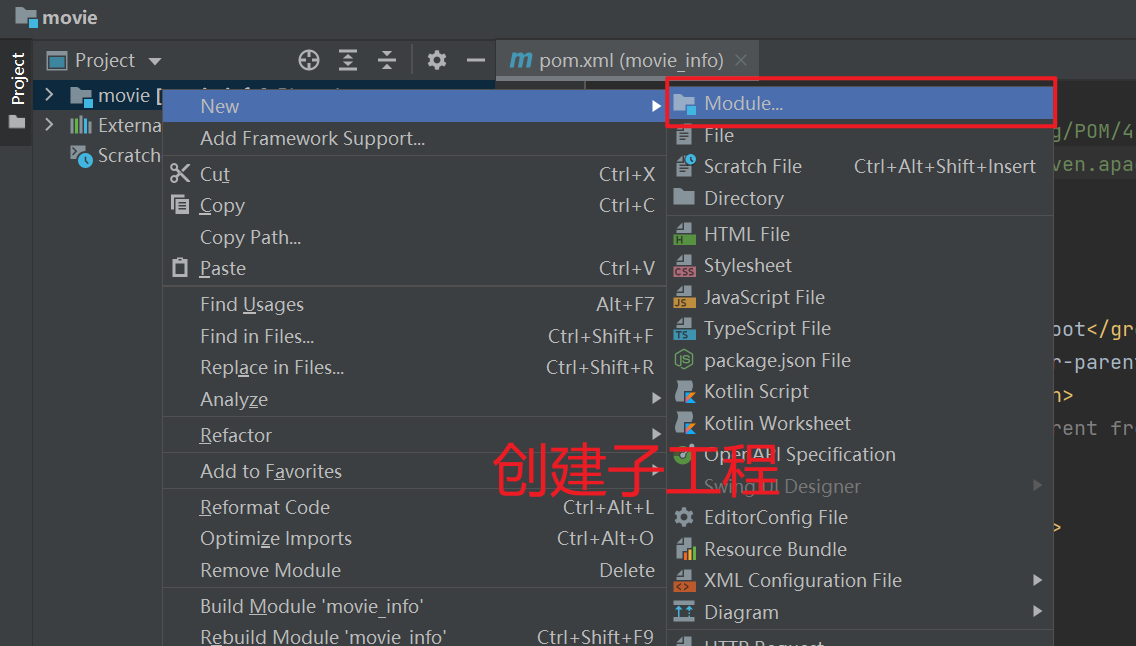 movie
Project
pom.xml (movie_info)
Project
movie [
New
Module...
Externa
Add Framework Support...
File
g/POM/4
Scratch
Cut Ctrl+X
Scratch File Ctrl+Alt+Shift+Insert
ven.apa
Copy Ctrl+C
Directory
Copy Path...
HTML File
Paste Ctrl+V
Stylesheet
Find Usages Alt+F7
JavaScript File
Find in Files... Ctrl+Shift+F
TypeScript File
oot</gr
Replace in Files... Ctrl+Shift+R
package.json File
r-parent
Analyze
Kotlin Script
n>
Refactor
Kotlin Worksheet
rent fr
创建子工程
OpenAPI Specification
Add to Favorites
Swing UI Designer
Reformat Code Ctrl+Alt+L
EditorConfig File
>
Optimize Imports Ctrl+Alt+O
Resource Bundle
Remove Module Delete
XML Configuration File
Build Module 'movie_info'
Diagram
Rebuild Module 'movie_info' Ctrl+Shift+F9
HTTP Request